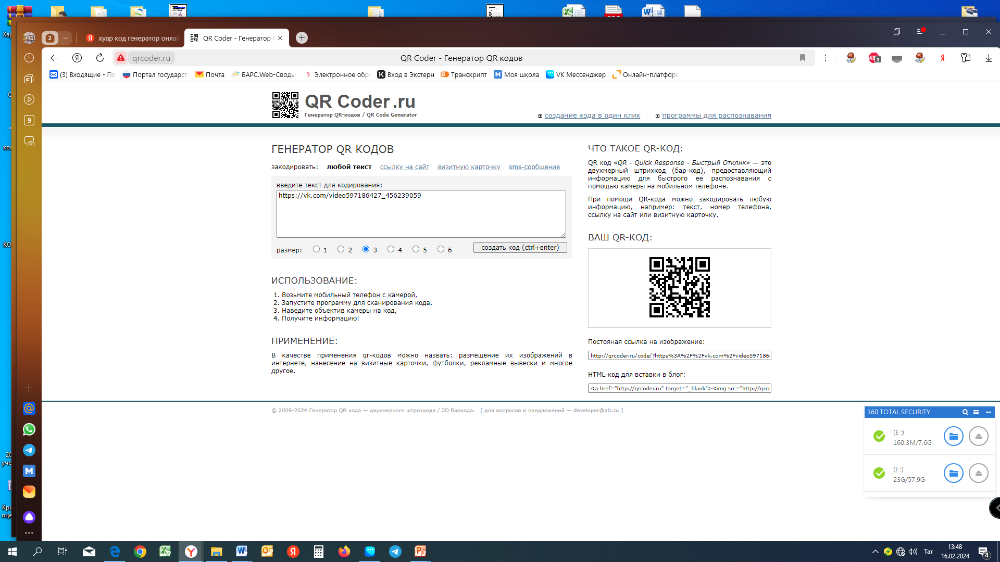 2
куар код генератор онлай
QR Coder - Генератор
qrcoder.ru
QR Coder - Генератор QR кодов
1
(3) Входящие - По
Портал государст
Почта
БАРС.Web-Своды
Электронное обр
Вход в Экстерн
Транскрипт
Моя школа
VK Мессенджер
Онлайн-платфор
9
QR Coder.ru
Генератор QR-кодов / QR Code Generator
создание кода в один клик
программы для распознавания
ГЕНЕРАТОР QR КОДОВ
закодировать: любой текст ссылку на сайт визитную карточку sms-сообщение
введите текст для кодирования:
https://vk.com/video597186427_456239059
размер: 1 2 3 4 5 6
создать код (ctrl+enter)
ИСПОЛЬЗОВАНИЕ:
1. Возьмите мобильный телефон с камерой,
2. Запустите программу для сканирования кода,
3. Наведите объектив камеры на код,
4. Получите информацию!
ПРИМЕНЕНИЕ:
В качестве применения qr-кодов можно назвать: размещение их изображений в
интернете, нанесение на визитные карточки, футболки, рекламные вывески и многое
другое.
ЧТО ТАКОЕ QR-КОД:
QR код «QR - Quick Response - Быстрый Отклик» — это
двухмерный штрихкод (бар-код), предоставляющий
информацию для быстрого ее распознавания с
помощью камеры на мобильном телефоне.
При помощи QR-кода можно закодировать любую
информацию, например: текст, номер телефона,
ссылку на сайт или визитную карточку.
ВАШ QR-КОД:
Постояная ссылка на изображение:
http://qrcoder.ru/code/?https%3A%2F%2Fvk.com%2Fvideo597186
HTML-код для вставки в блог:
<a href="http://qrcoder.ru" target="_blank"><img src="http://qrco
© 2009-2024 Генератор QR кода — двухмерного штрихкода / 2D баркода. [ для вопросов и предложений — developer@alz.ru ]
360 TOTAL SECURITY
(E :)
160.3M/7.6G
(F :)
23G/57.9G
Тат
13:48
16.02.2024
4